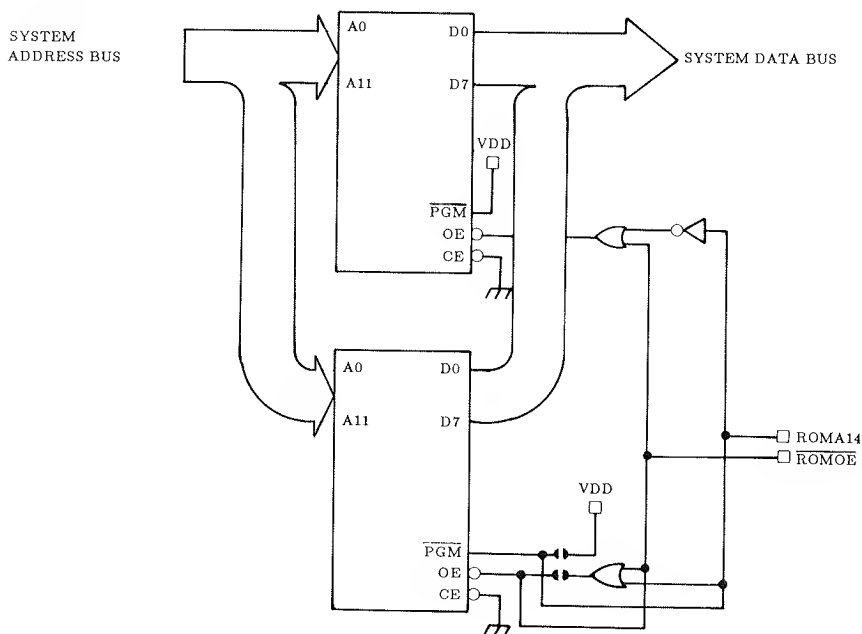 SYSTEM
ADDRESS BUS
A0
D0
SYSTEM DATA BUS
A11
D7
VDD
PGM
OE
CE
A0
D0
A11
D7
ROMA14
ROMOE
VDD
PGM
OE
CE